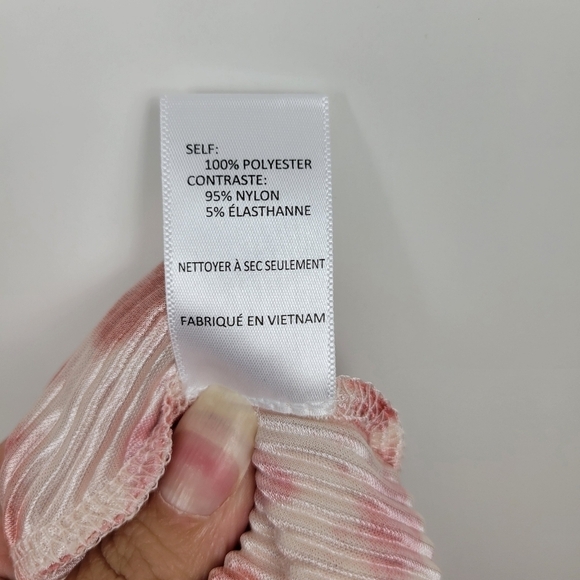 SELF:
100% POLYESTER
CONTRASTE:
95% NYLON
5% ÉLASTHANNE
NETTOYER À SEC SEULEMENT
FABRIQUÉ EN VIETNAM